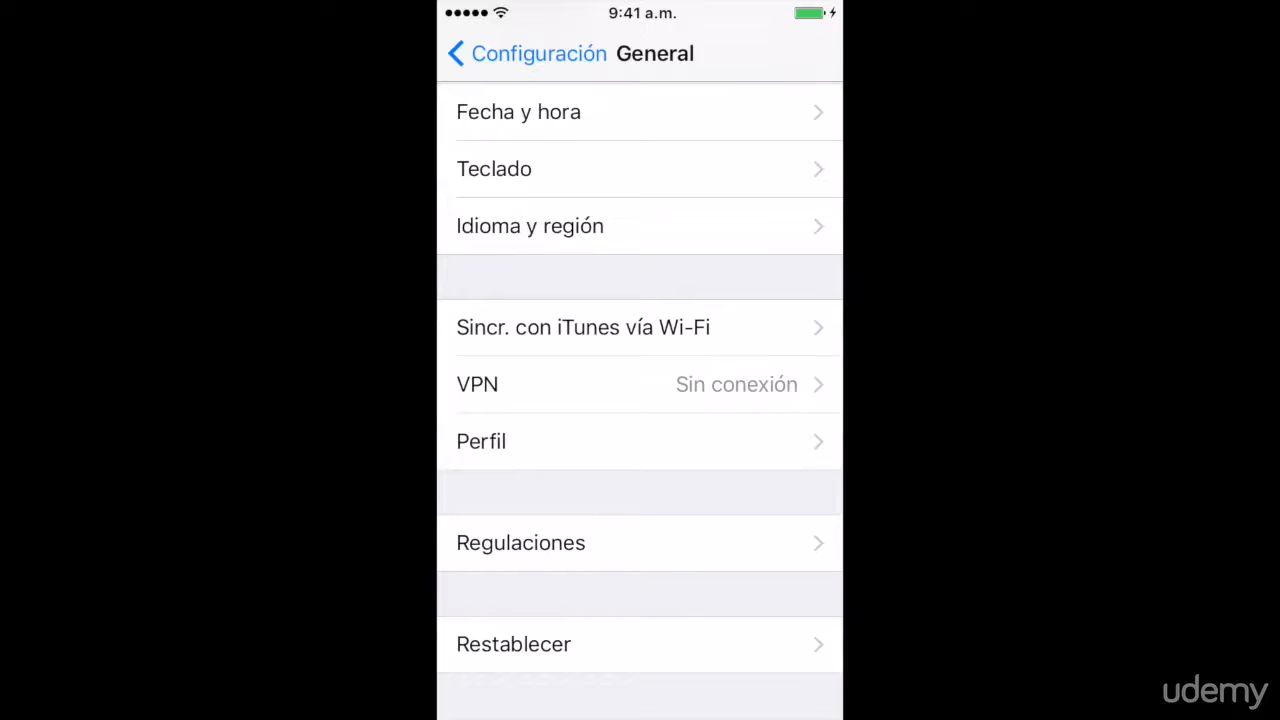 9:41 a.m.
Configuración General
Fecha y hora
Teclado
Idioma y región
Sincr. con iTunes vía Wi-Fi
VPN Sin conexión
Perfil
Regulaciones
Restablecer
udemy